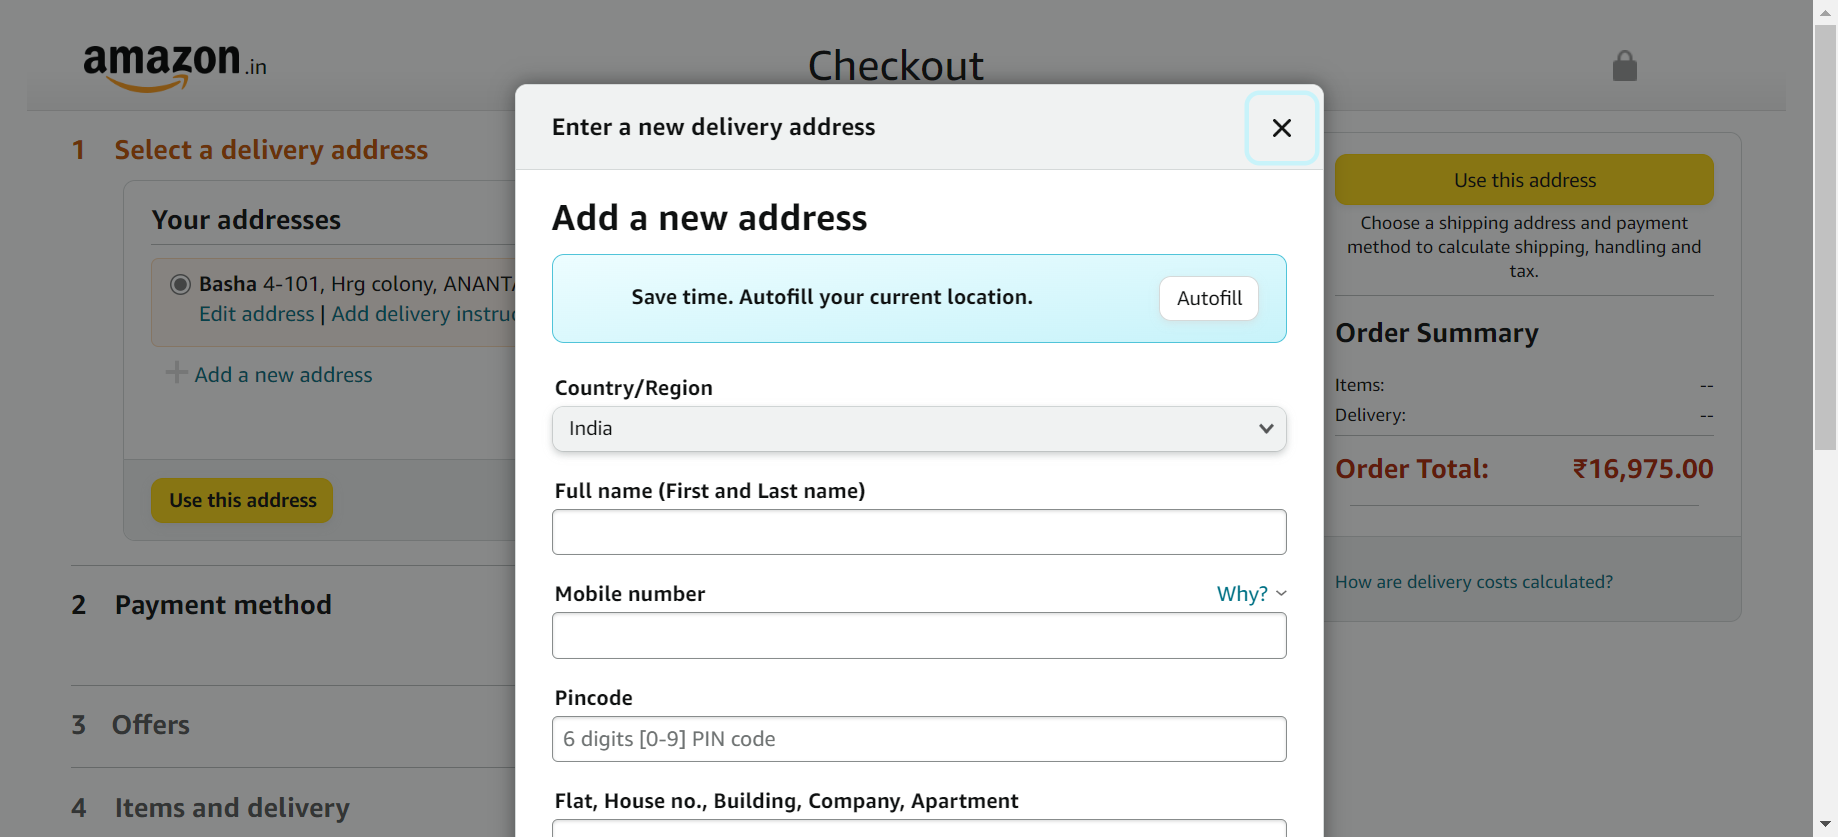 amazon.in
Checkout
1 Select a delivery address
Your addresses
Basha 4-101, Hrg colony,
Edit address | Add delivery
Add a new address
Use this address
2 Payment method
3 Offers
4 Items and delivery
Enter a new delivery address
Add a new address
Save time. Autofill your current location.
Autofill
Country/Region
India
Full name (First and Last name)
Mobile number
Why?
Pincode
6 digits [0-9] PIN code
Flat, House no., Building, Company, Apartment
Use this address
Choose a shipping address and payment
method to calculate shipping, handling and
tax.
Order Summary
Items: --
Delivery: --
Order Total: ₹16,975.00
How are delivery costs calculated?